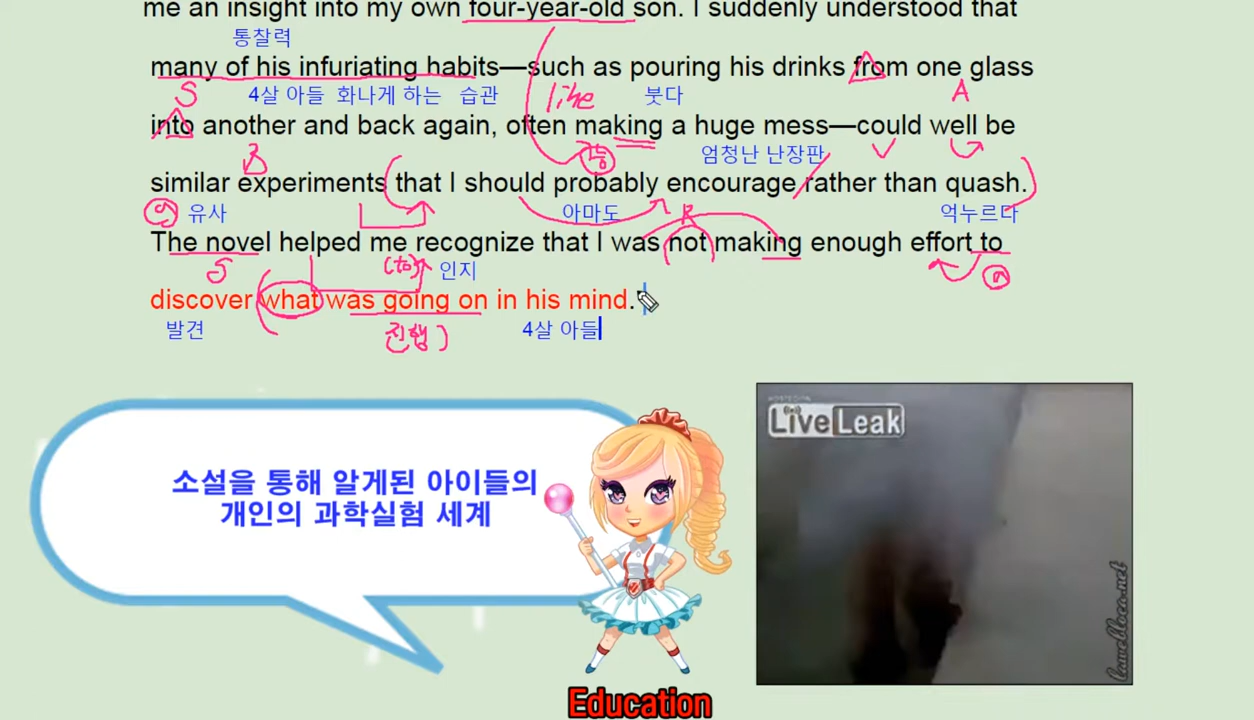 me an insight into my own four-year-old son. I suddenly understood that
통찰력
many of his infuriating habits—such as pouring his drinks from one glass
S 4살 아들 화나게 하는 습관 like 붓다 A
into another and back again, often making a huge mess—could well be
B 능 엄청난 난장판
similar experiments that I should probably encourage rather than quash.
유사 아마도 억누르다
The novel helped me recognize that I was not making enough effort to
S (to) 인지
discover what was going on in his mind.
발견 진행 4살 아들
소설을 통해 알게된 아이들의
개인의 과학실험 세계
LiveLeak
Education